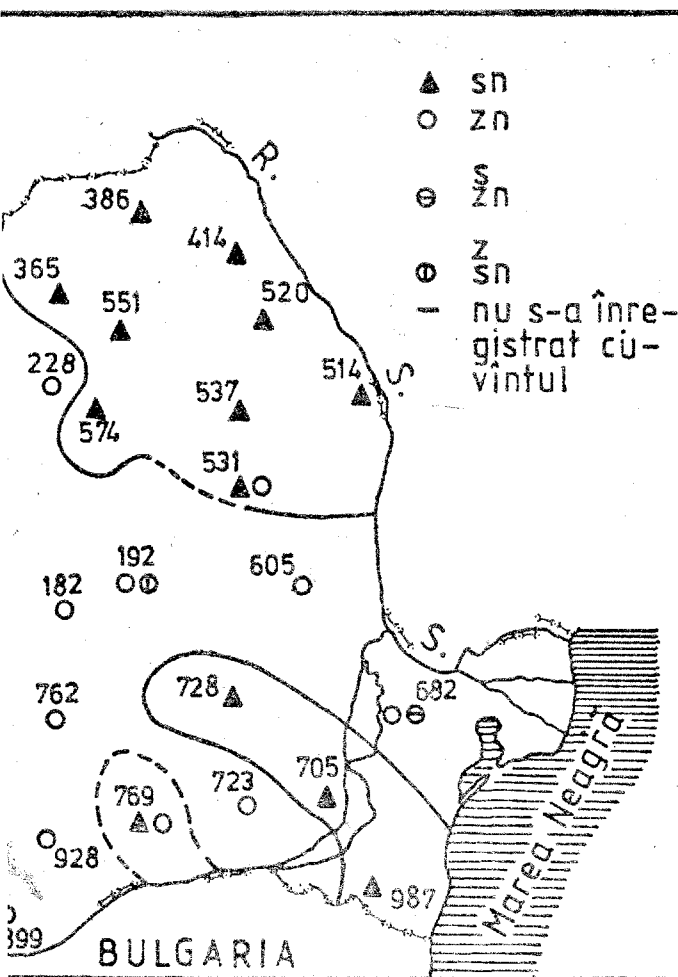 sn
zn
s
zn
z
sn
nu s-a înre-
gistrat cu-
vîntul
R.
386
414
365
551
520
228
514
S.
574
537
531
192
605
182
S.
728
682
762
705
723
769
928
987
899
Marea Neagră
BULGARIA